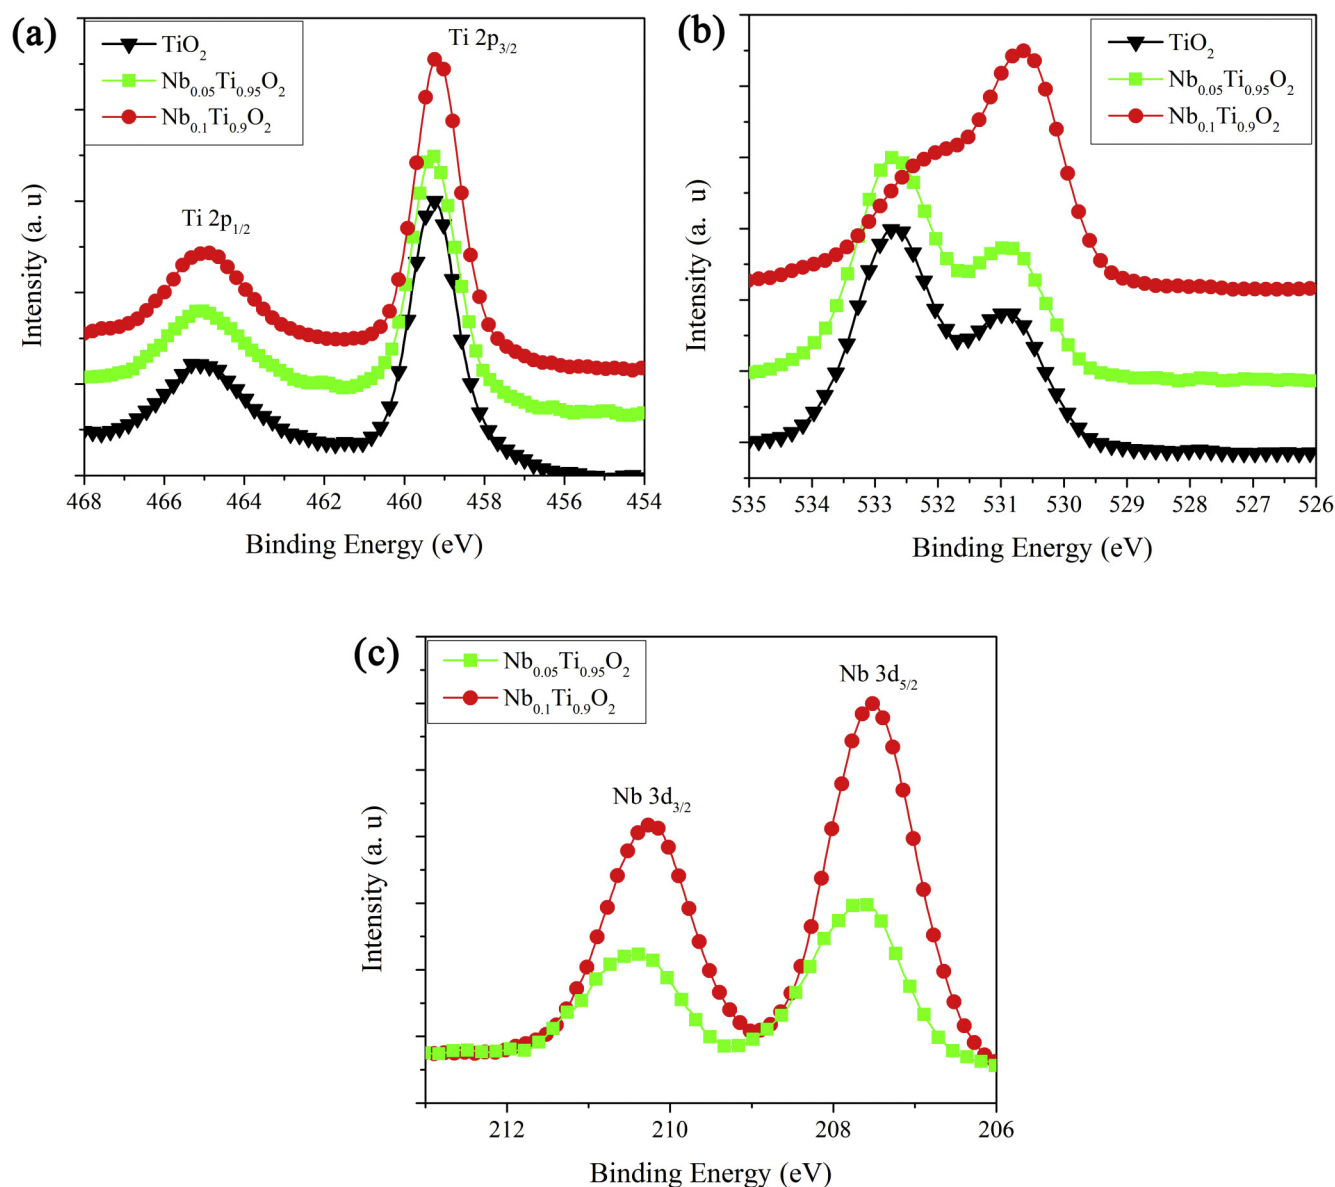 (a)
TiO₂
Nb₀.₀₅Ti₀.₉₅O₂
Nb₀.₁Ti₀.₉O₂
Ti 2p₃/₂
Ti 2p₁/₂
Intensity (a. u)
468 466 464 462 460 458 456 454
Binding Energy (eV)
(b)
TiO₂
Nb₀.₀₅Ti₀.₉₅O₂
Nb₀.₁Ti₀.₉O₂
Intensity (a. u)
535 534 533 532 531 530 529 528 527 526
Binding Energy (eV)
(c)
Nb₀.₀₅Ti₀.₉₅O₂
Nb₀.₁Ti₀.₉O₂
Nb 3d₅/₂
Nb 3d₃/₂
Intensity (a. u)
212 210 208 206
Binding Energy (eV)